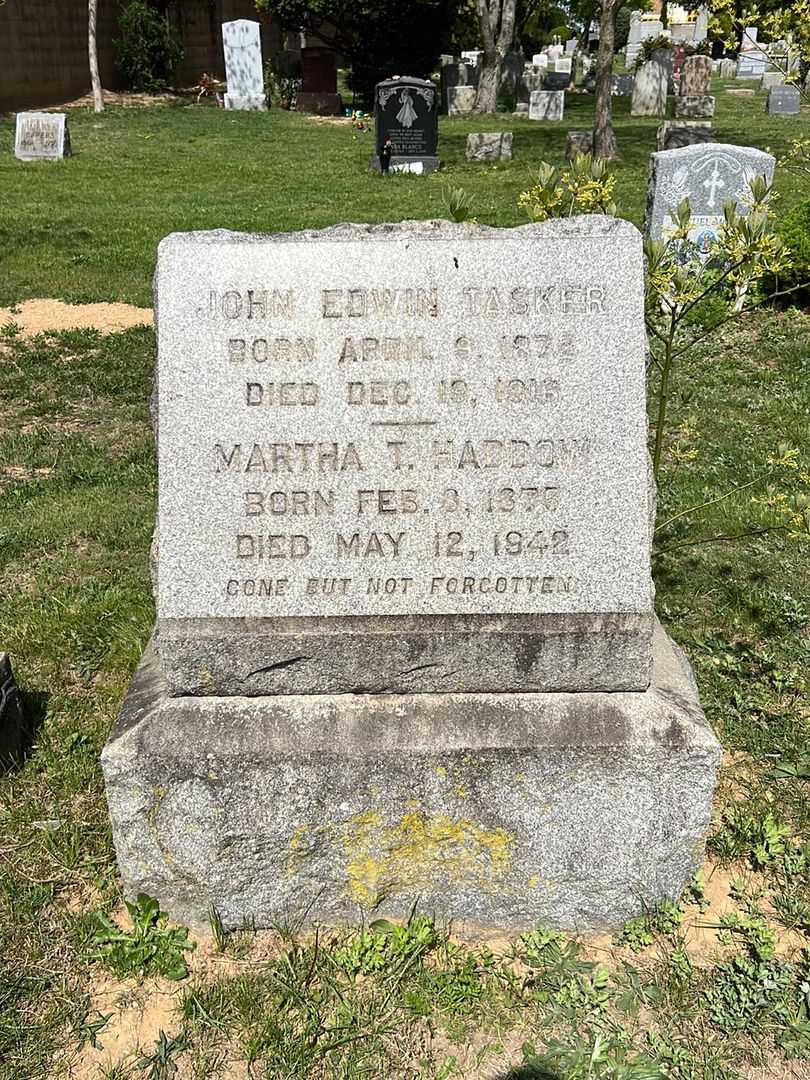 JOHN EDWIN TASKER
BORN APRIL 9, 1872
DIED DEC. 19, 1916
MARTHA T. HADDOW
BORN FEB. 8, 1877
DIED MAY 12, 1942
GONE BUT NOT FORGOTTEN.